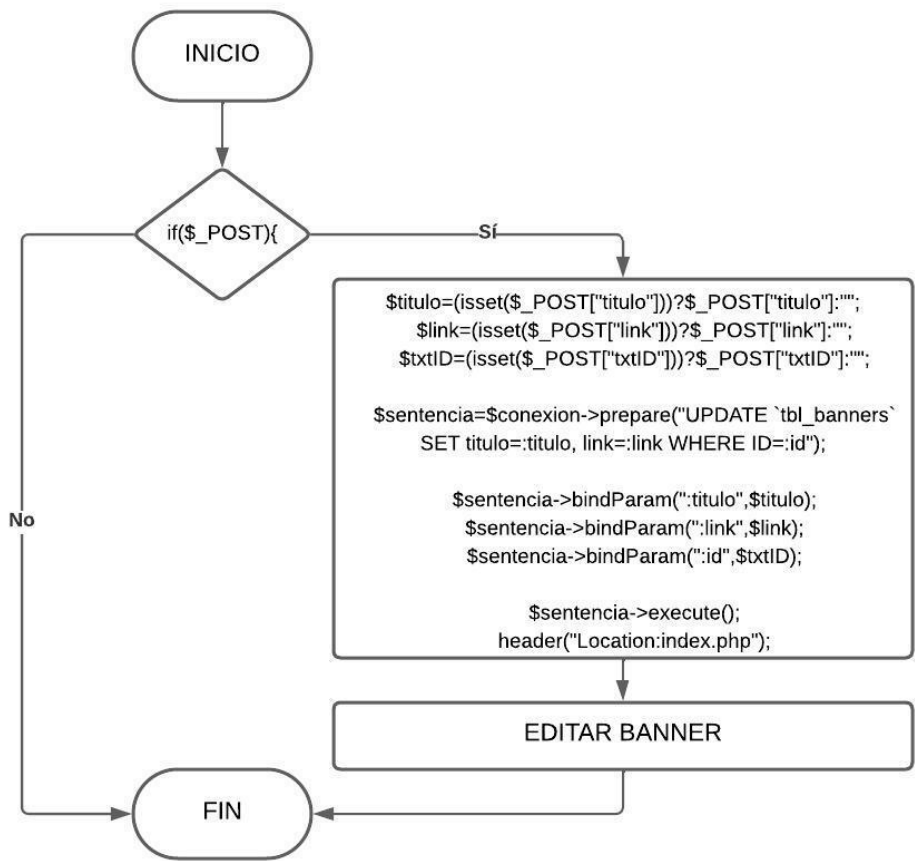 INICIO
if($_POST){
Sí
$titulo=(isset($_POST["titulo"]))?$_POST["titulo"]:"";
$link=(isset($_POST["link"]))?$_POST["link"]:"";
$txtID=(isset($_POST["txtID"]))?$_POST["txtID"]:"";
$sentencia=$conexion->prepare("UPDATE `tbl_banners`
SET titulo=:titulo, link=:link WHERE ID=:id");
$sentencia->bindParam(":titulo",$titulo);
$sentencia->bindParam(":link",$link);
$sentencia->bindParam(":id",$txtID);
$sentencia->execute();
header("Location:index.php");
No
EDITAR BANNER
FIN